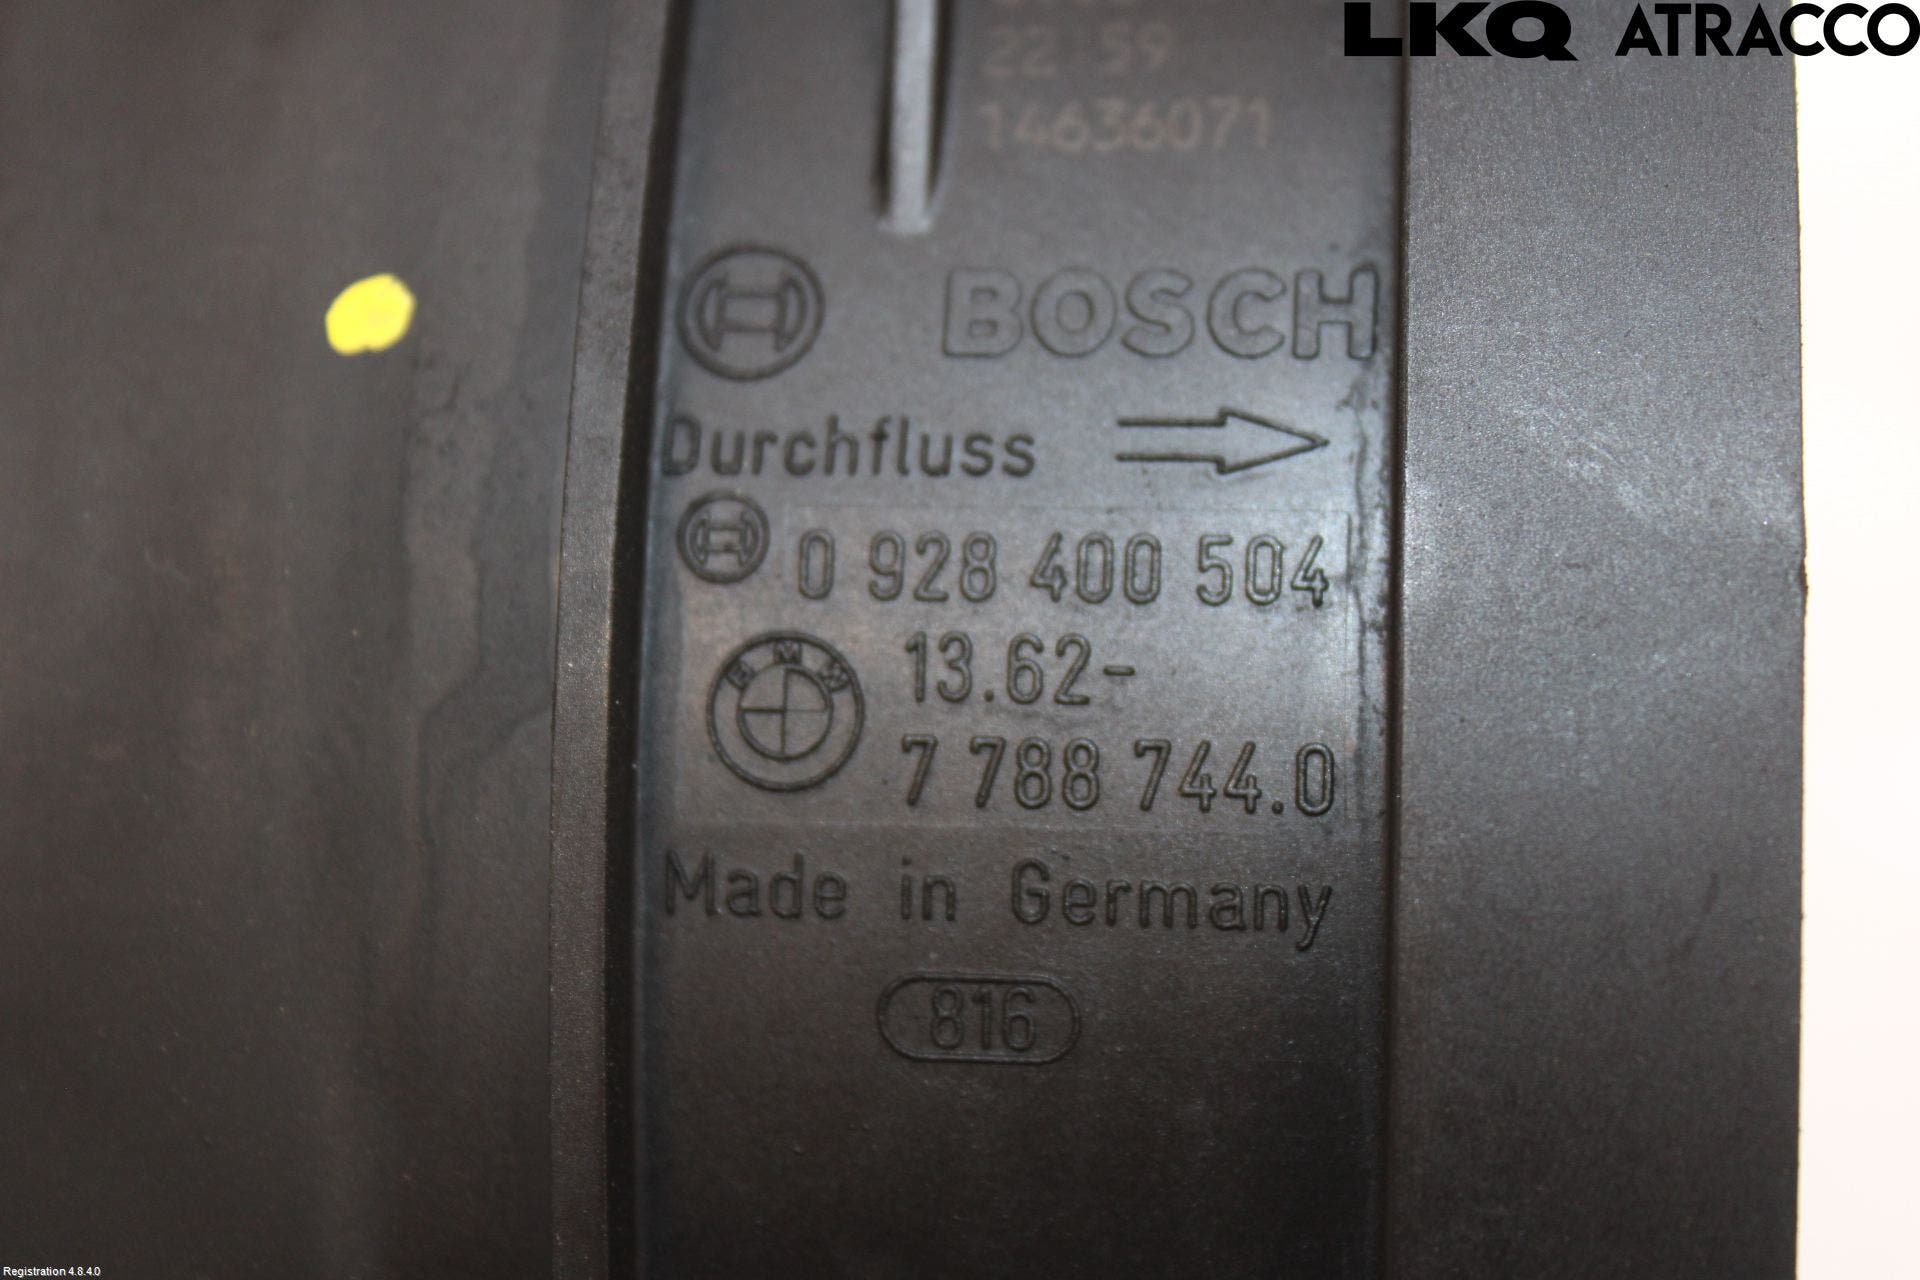 LKQ ATRACCO
22 59
14636071
BOSCH
Durchfluss
0 928 400 504
BMW
13.62-
7 788 744.0
Made in Germany
816
Registration 4.8.4.0